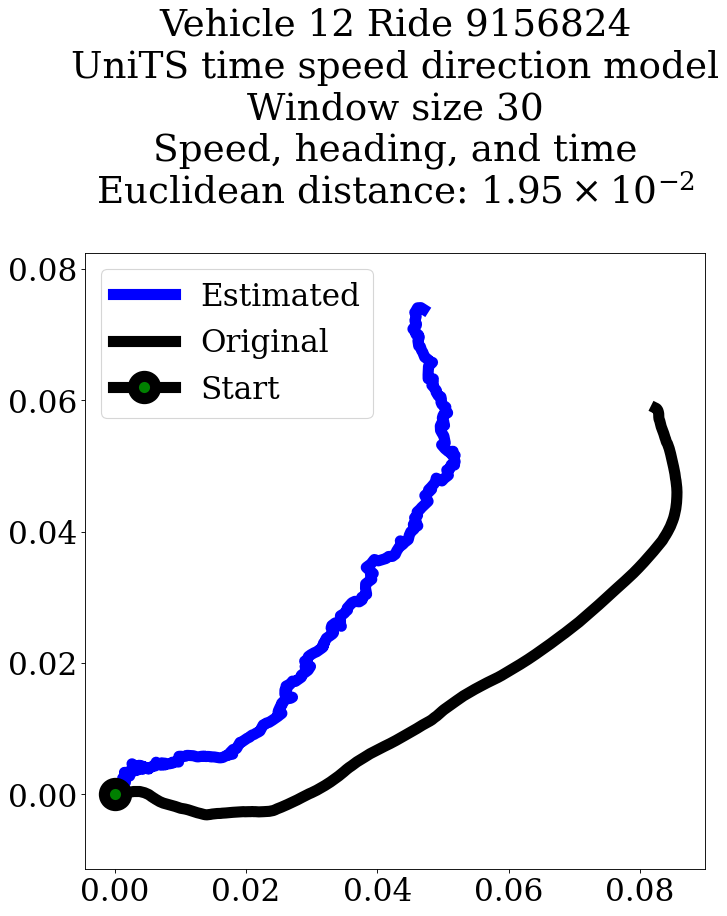 Vehicle 12 Ride 9156824
UniTS time speed direction model
Window size 30
Speed, heading, and time
Euclidean distance: 1.95 × 10⁻²
0.08
0.06
0.04
0.02
0.00
Estimated
Original
Start
0.00 0.02 0.04 0.06 0.08